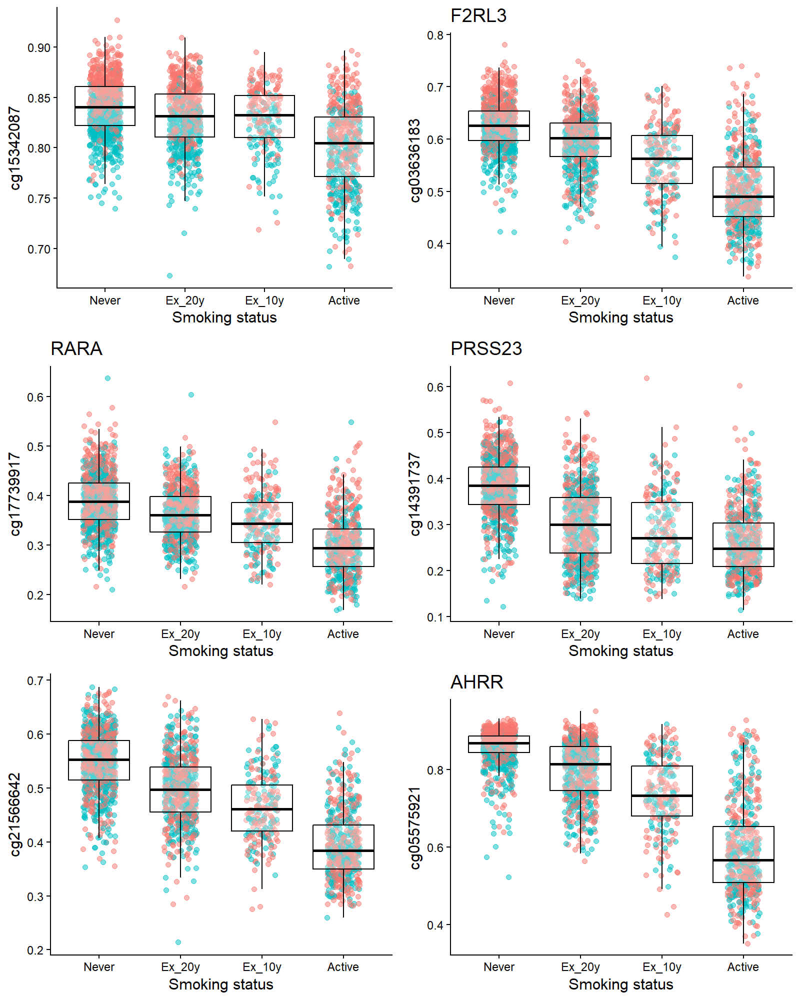 cg15342087
0.90
0.85
0.80
0.75
0.70
Never Ex_20y Ex_10y Active
Smoking status
F2RL3
cg03636183
0.8
0.7
0.6
0.5
0.4
Never Ex_20y Ex_10y Active
Smoking status
RARA
cg17739917
0.6
0.5
0.4
0.3
0.2
Never Ex_20y Ex_10y Active
Smoking status
PRSS23
cg14391737
0.6
0.5
0.4
0.3
0.2
0.1
Never Ex_20y Ex_10y Active
Smoking status
cg21566642
0.7
0.6
0.5
0.4
0.3
0.2
Never Ex_20y Ex_10y Active
Smoking status
AHRR
cg05575921
0.8
0.6
0.4
Never Ex_20y Ex_10y Active
Smoking status